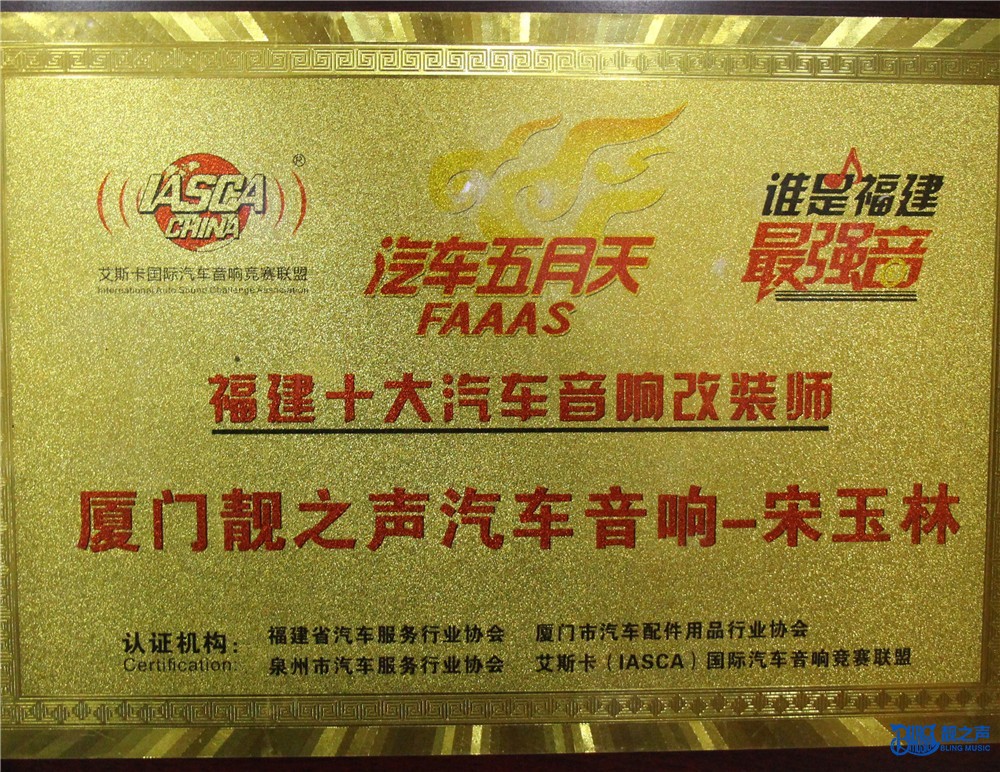 IASCA
CHINA
®
艾斯卡国际汽车音响竞赛联盟
International Auto Sound Challenge Association
汽车五月天
FAAAS
谁是福建
最强音
福建十大汽车音响改装师
厦门靓之声汽车音响-宋玉林
认证机构:
Certification:
福建省汽车服务行业协会 厦门市汽车配件用品行业协会
泉州市汽车服务行业协会 艾斯卡(IASCA)国际汽车音响竞赛联盟
靓之声
BLING MUSIC